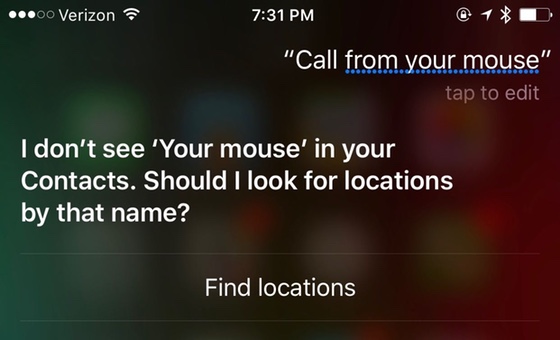 Verizon 7:31 PM
“Call from your mouse”
tap to edit
I don’t see ‘Your mouse’ in your
Contacts. Should I look for locations
by that name?
Find locations